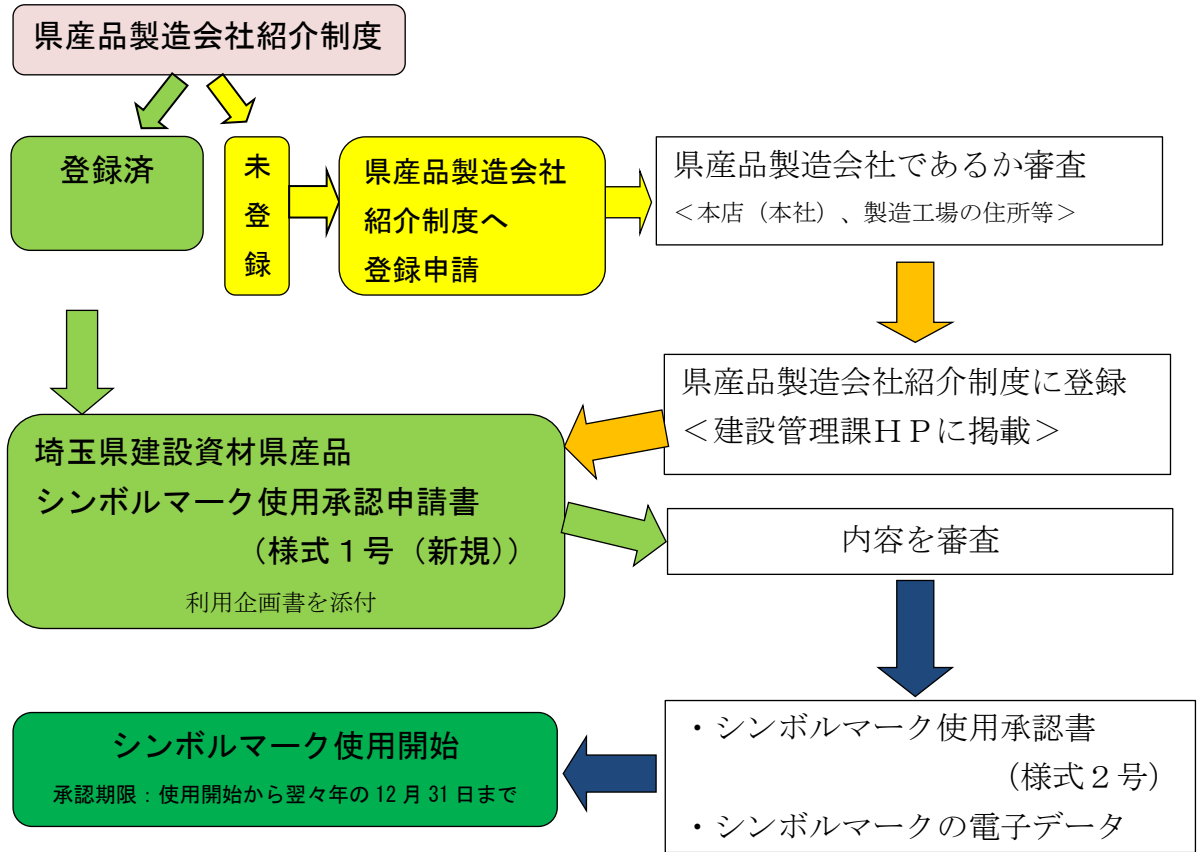 県産品製造会社紹介制度
登録済
未
登
録
県産品製造会社
紹介制度へ
登録申請
県産品製造会社であるか審査
＜本店（本社）、製造工場の住所等＞
県産品製造会社紹介制度に登録
＜建設管理課ＨＰに掲載＞
埼玉県建設資材県産品
シンボルマーク使用承認申請書
（様式１号（新規））
利用企画書を添付
内容を審査
・シンボルマーク使用承認書
（様式２号）
・シンボルマークの電子データ
シンボルマーク使用開始
承認期限：使用開始から翌々年の 12 月 31 日まで